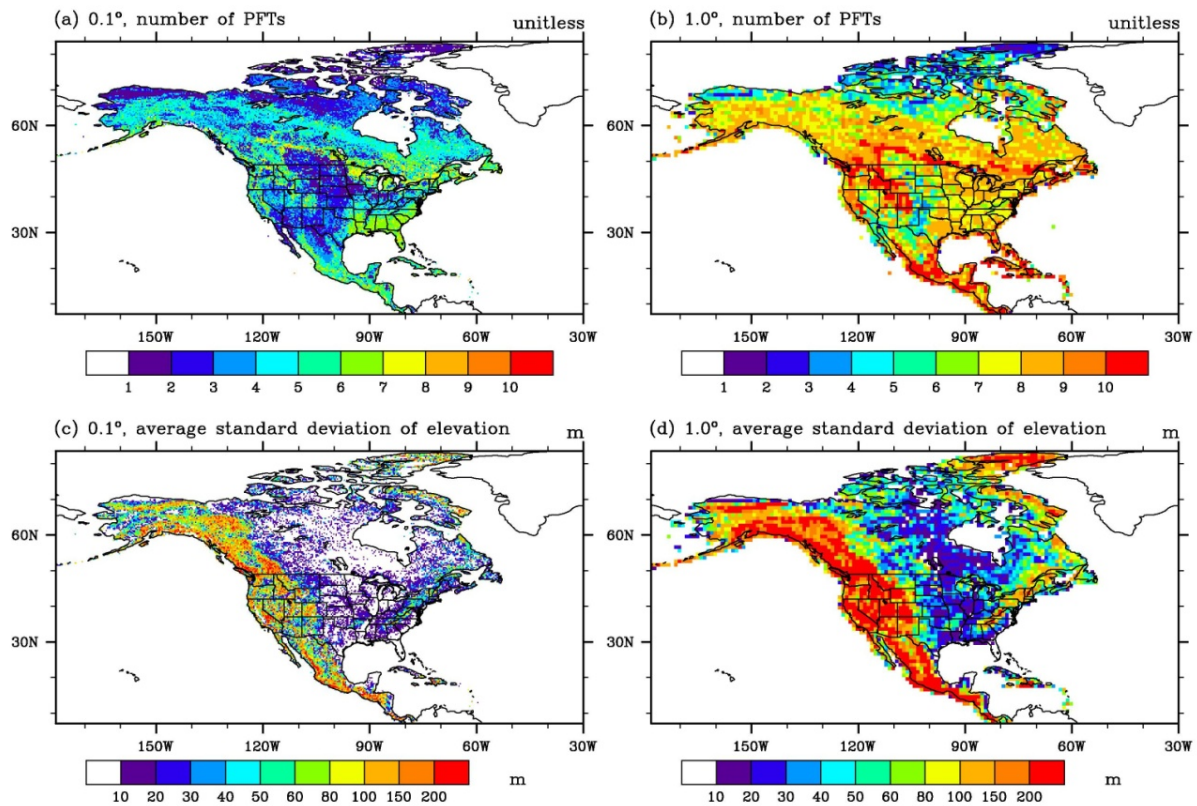 (a) 0.1°, number of PFTs unitless
(b) 1.0°, number of PFTs unitless
60N
30N
60N
30N
150W 120W 90W 60W 30W
150W 120W 90W 60W 30W
1 2 3 4 5 6 7 8 9 10
1 2 3 4 5 6 7 8 9 10
(c) 0.1°, average standard deviation of elevation m
(d) 1.0°, average standard deviation of elevation m
60N
30N
60N
30N
150W 120W 90W 60W 30W
150W 120W 90W 60W 30W
m
m
10 20 30 40 50 60 80 100 150 200
10 20 30 40 50 60 80 100 150 200